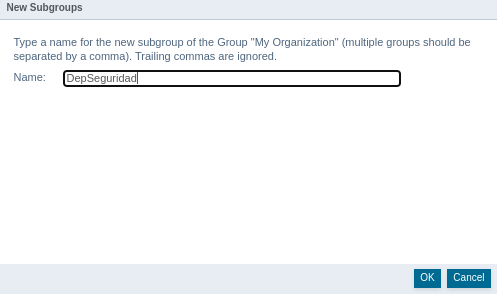 New Subgroups
Type a name for the new subgroup of the Group "My Organization" (multiple groups should be
separated by a comma). Trailing commas are ignored.
Name: DepSeguridad
OK Cancel